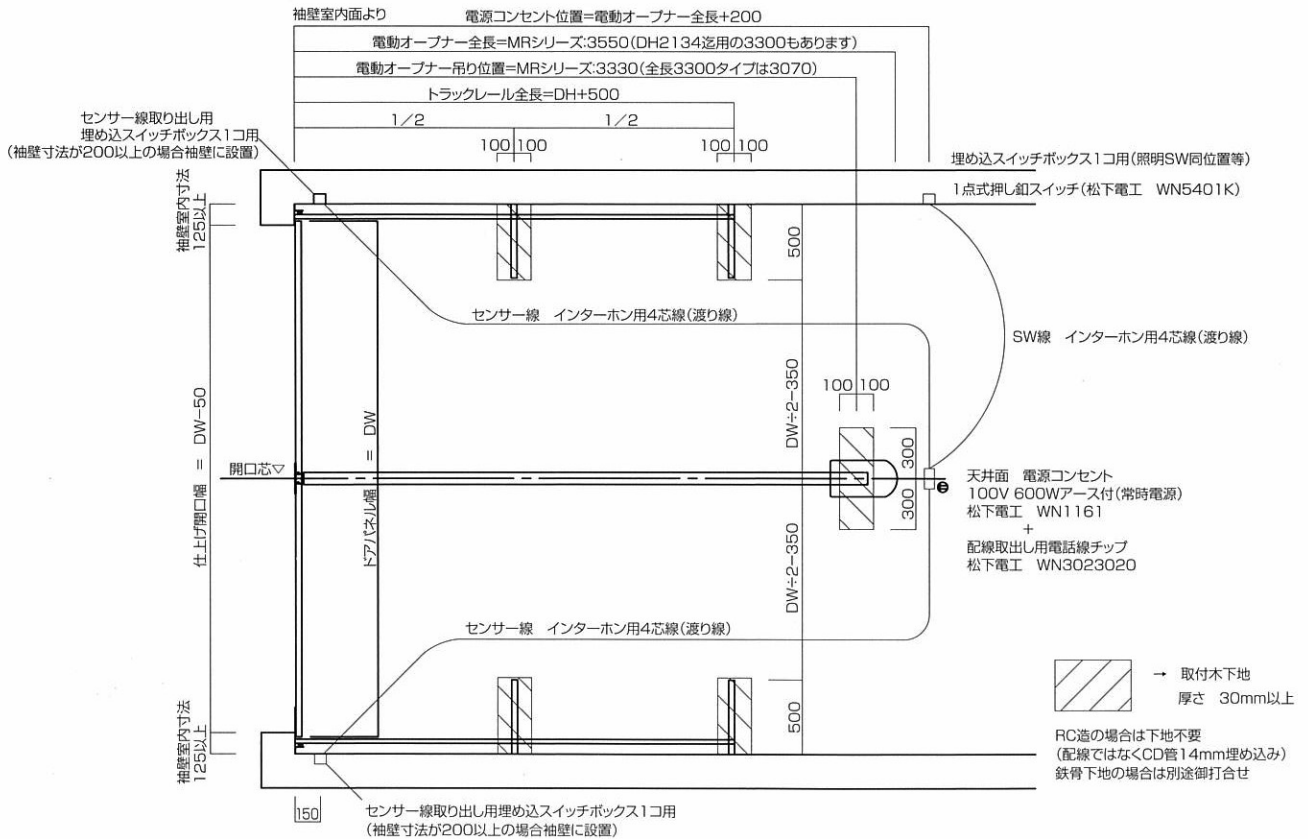 袖壁室内面より
電源コンセント位置=電動オープナー全長+200
電動オープナー全長=MRシリーズ:3550(DH2134迄用の3300もあります)
電動オープナー吊り位置=MRシリーズ:3330(全長3300タイプは3070)
トラックレール全長=DH+500
1/2
1/2
100 100
100 100
センサー線取り出し用
埋め込スイッチボックス1コ用
(袖壁寸法が200以上の場合袖壁に設置)
埋め込スイッチボックス1コ用(照明SW同位置等)
1点式押し釦スイッチ(松下電工 WN5401K)
袖壁室内寸法
125以上
500
センサー線 インターホン用4芯線(渡り線)
SW線 インターホン用4芯線(渡り線)
100 100
DW÷2-350
仕上げ開口幅 = DW-50
ドアパネル幅 = DW
開口芯▽
300
300
天井面 電源コンセント
100V 600Wアース付(常時電源)
松下電工 WN1161
+
配線取出し用電話線チップ
松下電工 WN3023020
DW÷2-350
センサー線 インターホン用4芯線(渡り線)
500
袖壁室内寸法
125以上
→ 取付木下地
厚さ 30mm以上
RC造の場合は下地不要
(配線ではなくCD管14mm埋め込み)
鉄骨下地の場合は別途御打合せ
150
センサー線取り出し用埋め込スイッチボックス1コ用
(袖壁寸法が200以上の場合袖壁に設置)